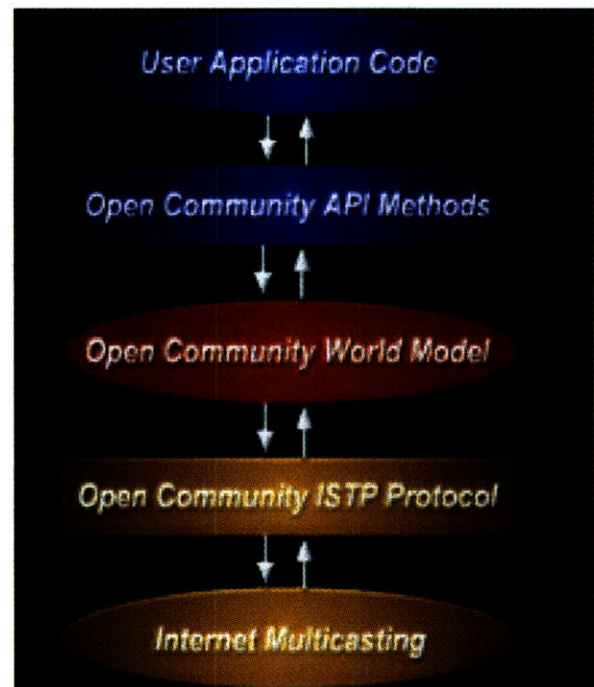 User Application Code
Open Community API Methods
Open Community World Model
Open Community ISTP Protocol
Internet Multicasting